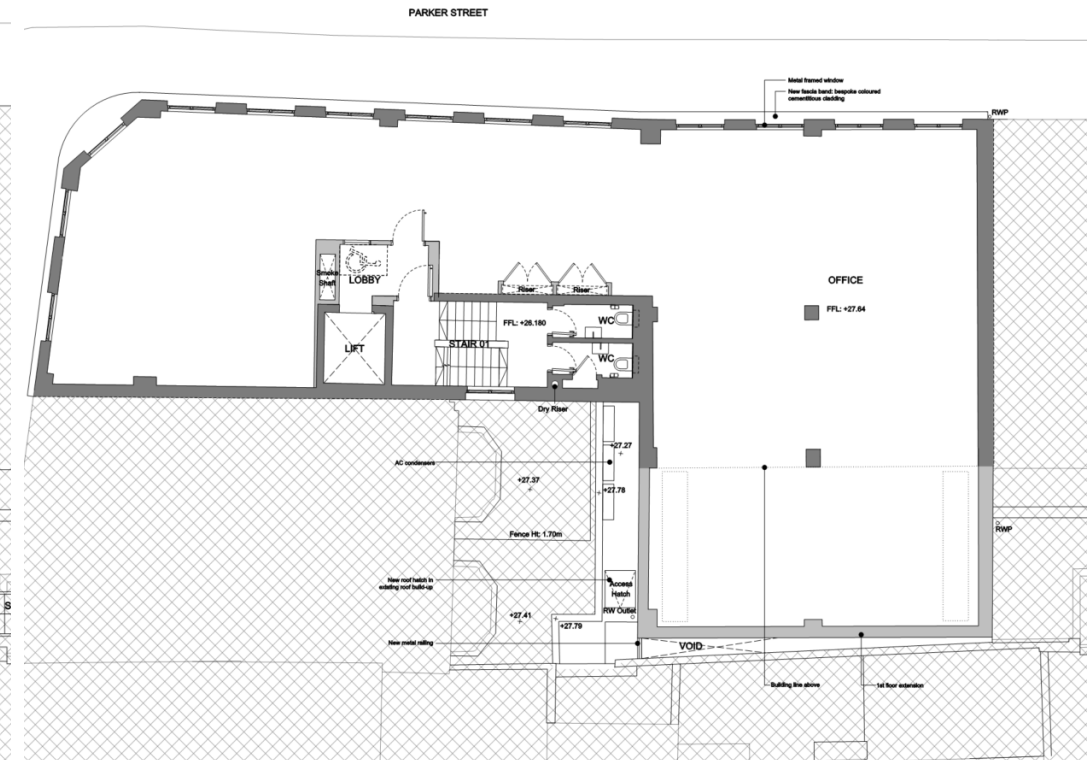 PARKER STREET
Metal framed window
New fascia band: bespoke coloured
cementitious cladding
RWP
Smoke
Shaft
LOBBY
Riser
Riser
OFFICE
FFL: +27.64
WC
FFL: +26.180
STAIR 01
LIFT
WC
Dry Riser
+27.27
AC condensers
+27.37
+27.78
Fence Ht: 1.70m
RWP
New roof hatch in
existing roof build-up
Access
Hatch
S
RW Outlet
+27.41
+27.79
New metal railing
VOID
Building line above
1st floor extension